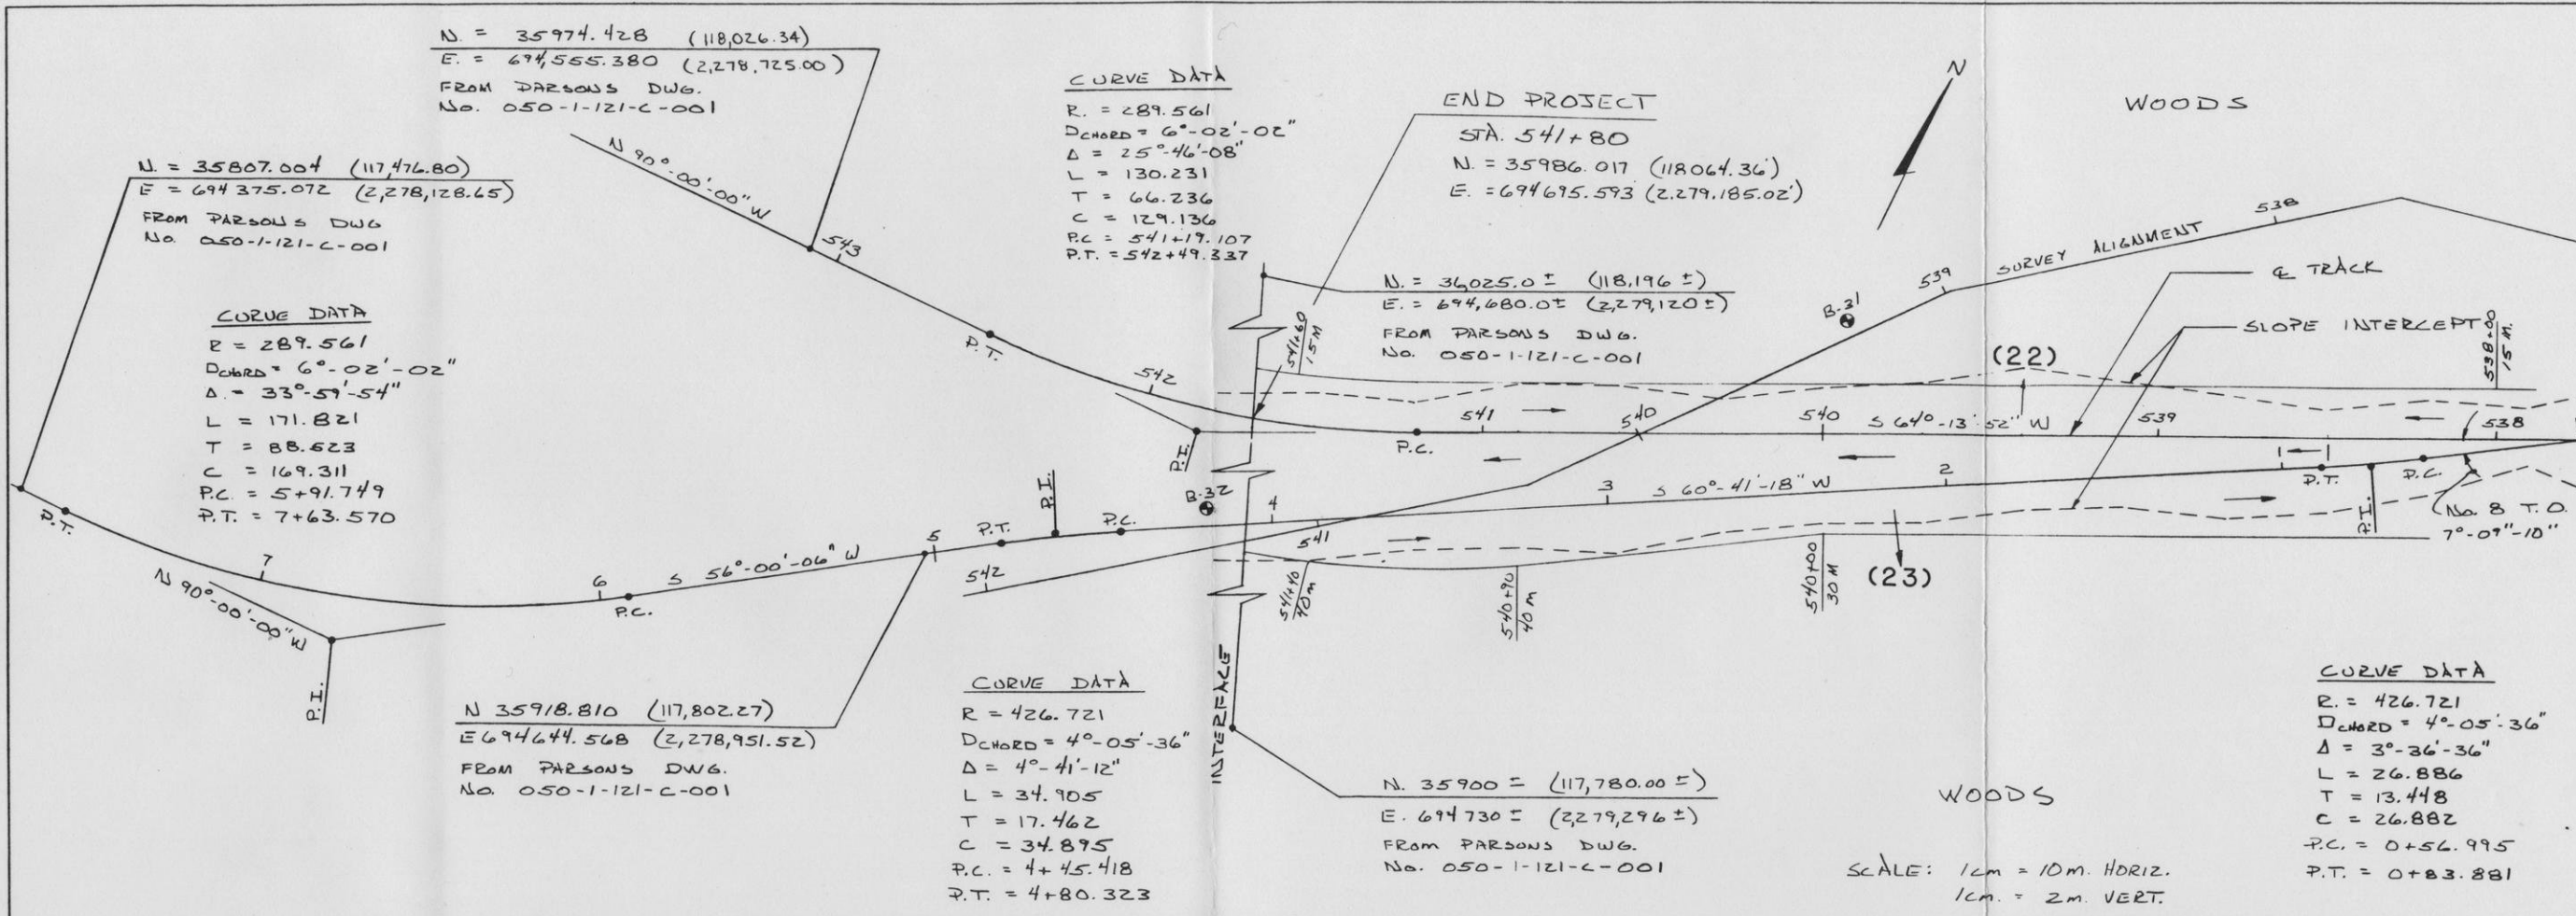 N. = 35974.428 (118,026.34)
E. = 694,555.380 (2,278,725.00)
FROM PARSONS DWG.
No. 050-1-121-C-001
N. = 35807.004 (117,476.80)
E = 694 375.072 (2,278,128.65)
FROM PARSONS DWG
No. 050-1-121-C-001
CURVE DATA
R = 289.561
DCHORD = 6°-02'-02"
Δ. = 33°-59'-54"
L = 171.821
T = 88.523
C = 169.311
P.C. = 5+91.749
P.T. = 7+63.570
N 90°-00'-00" W
543
P.T.
542
P.I.
CURVE DATA
R. = 289.561
DCHORD = 6°-02'-02"
Δ = 25°-46'-08"
L = 130.231
T = 66.236
C = 129.136
P.C = 541+19.107
P.T. = 542+49.337
END PROJECT
STA. 541+80
N. = 35986.017 (118064.36')
E. = 694695.593 (2.279,185.02')
N. = 36,025.0 ± (118,196 ±)
E. = 694,680.0± (2,279,120±)
FROM PARSONS DWG.
No. 050-1-121-C-001
N
WOODS
538
SURVEY ALIGNMENT
539
℄ TRACK
SLOPE INTERCEPT
B-31
(22)
541+60
15 M
538+00
15 M.
P.C.
541
540
540
S 64°-13'-52" W
539
538
P.T.
7
N 90°-00'-00" W
P.I.
6
P.C.
S 56°-00'-06" W
5
P.T.
P.I.
P.C.
B-32
4
541
542
3
S 60°-41'-18" W
2
1
P.T.
P.I.
P.C.
No. 8 T.O.
7°-09"-10"
541+40
40 m
540+90
40 m
540+00
30 M
(23)
INTERFACE
N 35918.810 (117,802.27)
E 694644.568 (2,278,951.52)
FROM PARSONS DWG.
No. 050-1-121-C-001
CURVE DATA
R = 426.721
DCHORD = 4°-05'-36"
Δ = 4°-41'-12"
L = 34.905
T = 17.462
C = 34.895
P.C. = 4+45.418
P.T. = 4+80.323
N. 35900 ± (117,780.00 ±)
E. 694730 ± (2,279,296 ±)
FROM PARSONS DWG.
No. 050-1-121-C-001
WOODS
SCALE: 1cm = 10m. HORIZ.
1cm. = 2m. VERT.
CURVE DATA
R. = 426.721
DCHORD = 4°-05'-36"
Δ = 3°-36'-36"
L = 26.886
T = 13.448
C = 26.882
P.C. = 0+56.995
P.T. = 0+83.881